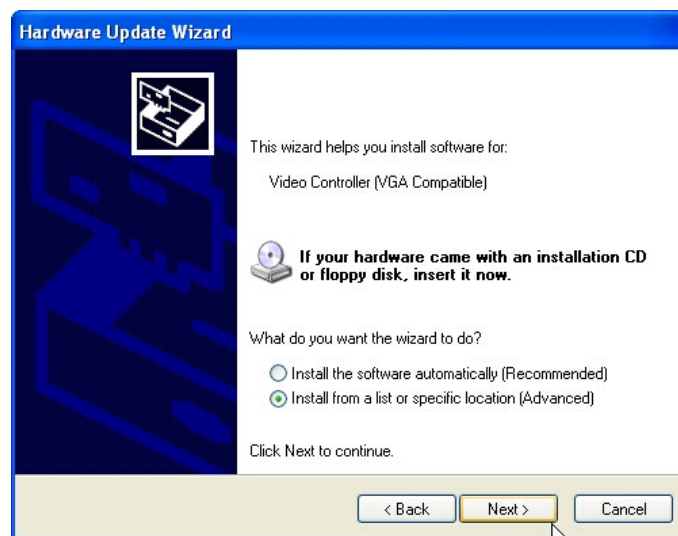 Hardware Update Wizard
This wizard helps you install software for:
Video Controller (VGA Compatible)
If your hardware came with an installation CD
or floppy disk, insert it now.
What do you want the wizard to do?
Install the software automatically (Recommended)
Install from a list or specific location (Advanced)
Click Next to continue.
< Back
Next >
Cancel